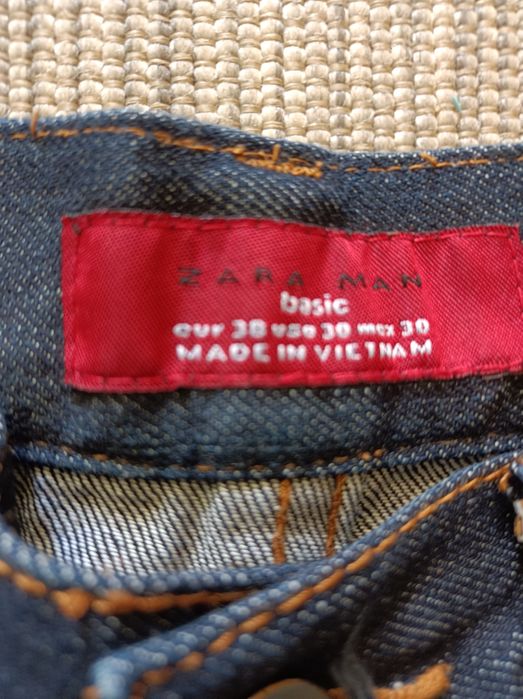 ZARA MAN
basic
eur 38 usa 30 mex 30
MADE IN VIETNAM